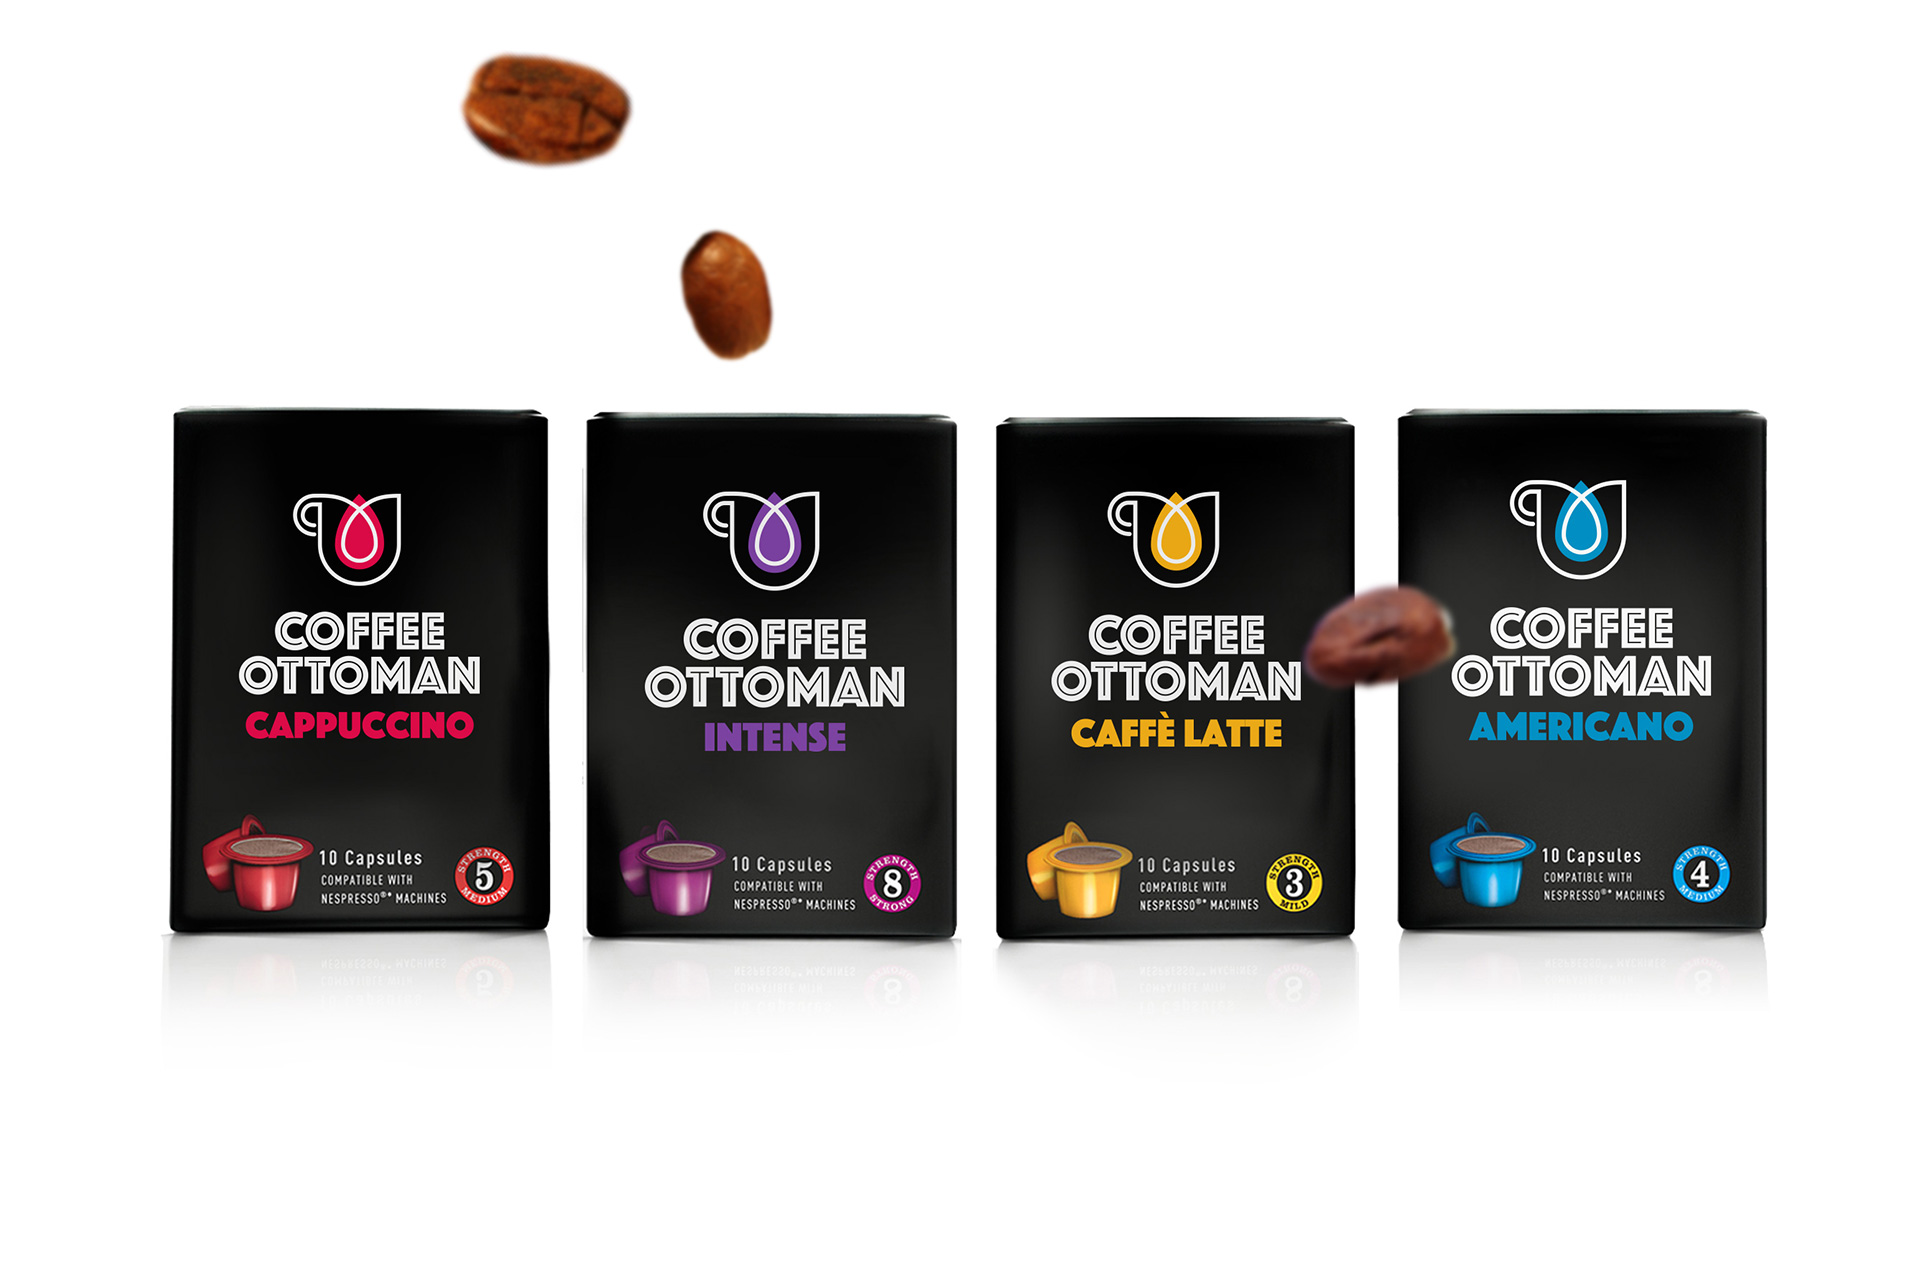 COFFEE
OTTOMAN
CAPPUCCINO
10 Capsules
COMPATIBLE WITH
NESPRESSO®* MACHINES
STRENGTH
5
MEDIUM
COFFEE
OTTOMAN
INTENSE
10 Capsules
COMPATIBLE WITH
NESPRESSO®* MACHINES
STRENGTH
8
STRONG
COFFEE
OTTOMAN
CAFFÈ LATTE
10 Capsules
COMPATIBLE WITH
NESPRESSO®* MACHINES
STRENGTH
3
MILD
COFFEE
OTTOMAN
AMERICANO
10 Capsules
COMPATIBLE WITH
NESPRESSO®* MACHINES
STRENGTH
4
MEDIUM